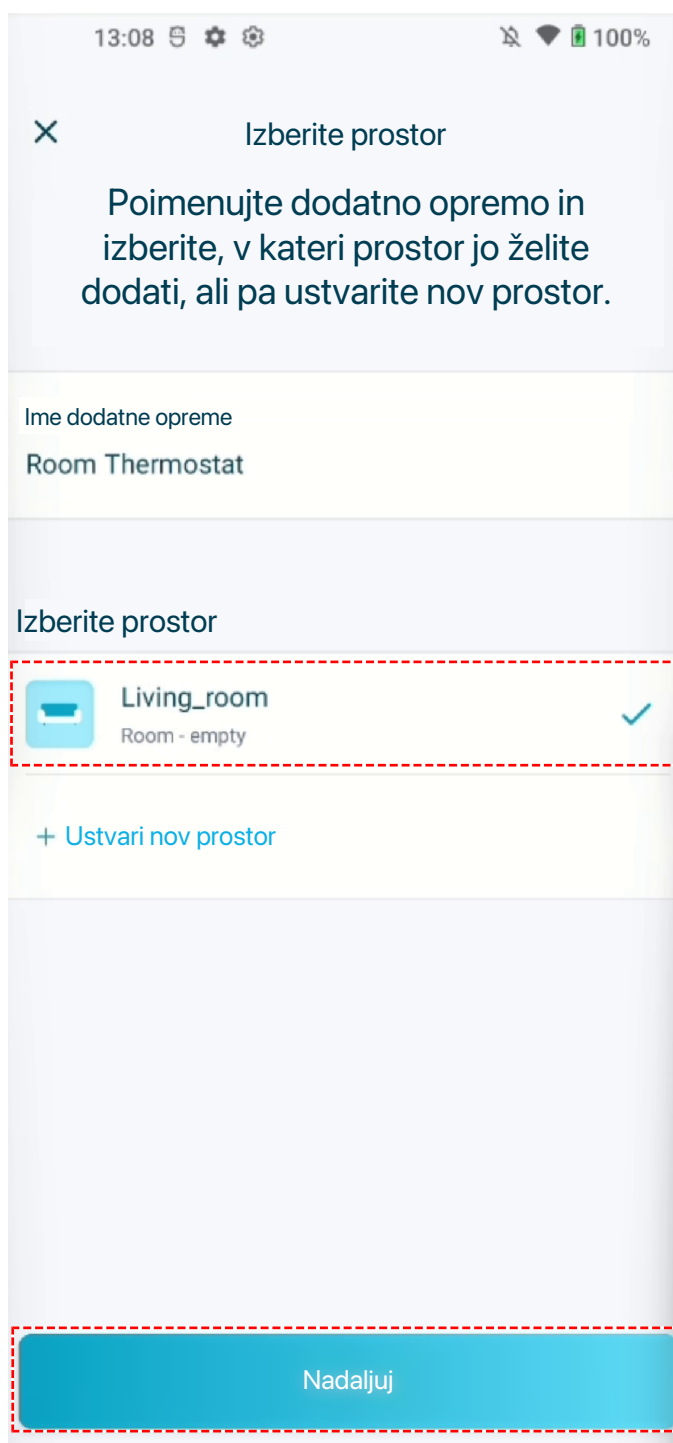 13:08
100%
Izberite prostor
Poimenujte dodatno opremo in
izberite, v kateri prostor jo želite
dodati, ali pa ustvarite nov prostor.
Ime dodatne opreme
Room Thermostat
Izberite prostor
Living_room
Room - empty
+ Ustvari nov prostor
Nadaljuj